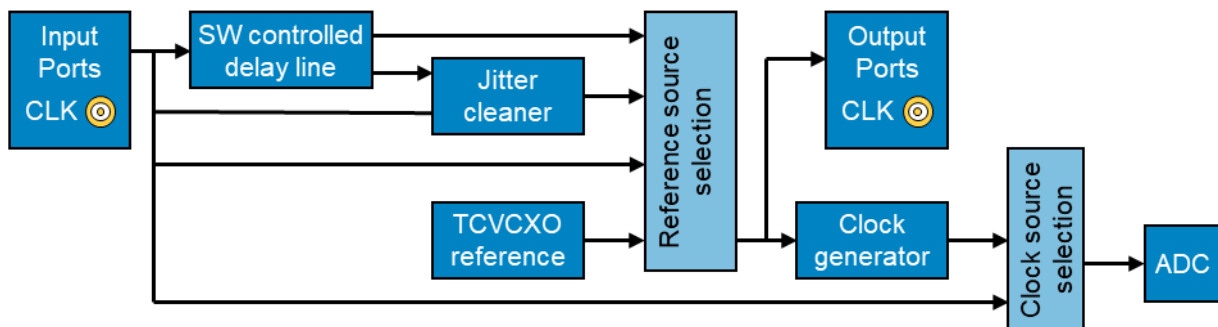 Input
Ports
CLK
SW controlled
delay line
Jitter
cleaner
TCVCXO
reference
Reference source
selection
Output
Ports
CLK
Clock
generator
Clock source
selection
ADC